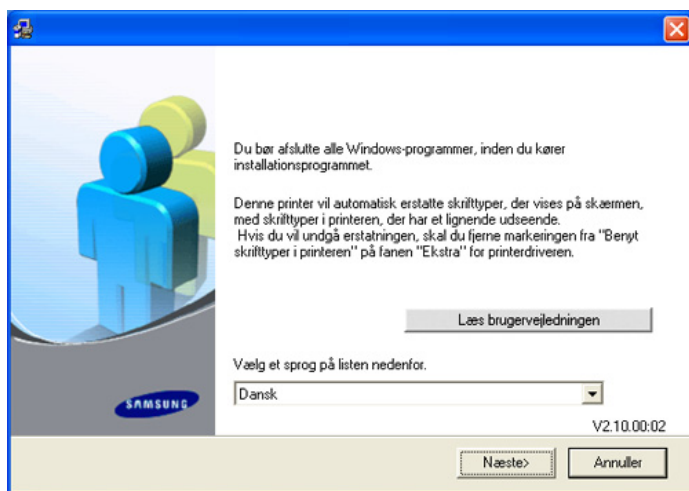 Du bør afslutte alle Windows-programmer, inden du kører
installationsprogrammet.
Denne printer vil automatisk erstatte skrifttyper, der vises på skærmen,
med skrifttyper i printeren, der har et lignende udseende.
Hvis du vil undgå erstatningen, skal du fjerne markeringen fra "Benyt
skrifttyper i printeren" på fanen "Ekstra" for printerdriveren.
Læs brugervejledningen
Vælg et sprog på listen nedenfor.
Dansk
SAMSUNG
V2.10.00:02
Næste>
Annuller